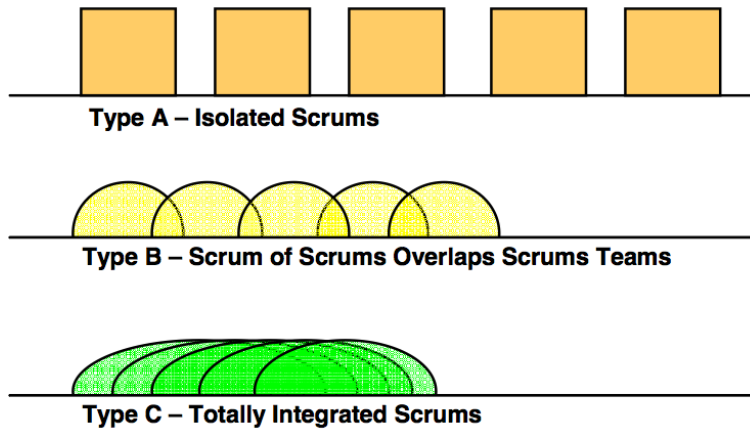 Type A – Isolated Scrums
Type B – Scrum of Scrums Overlaps Scrums Teams
Type C – Totally Integrated Scrums